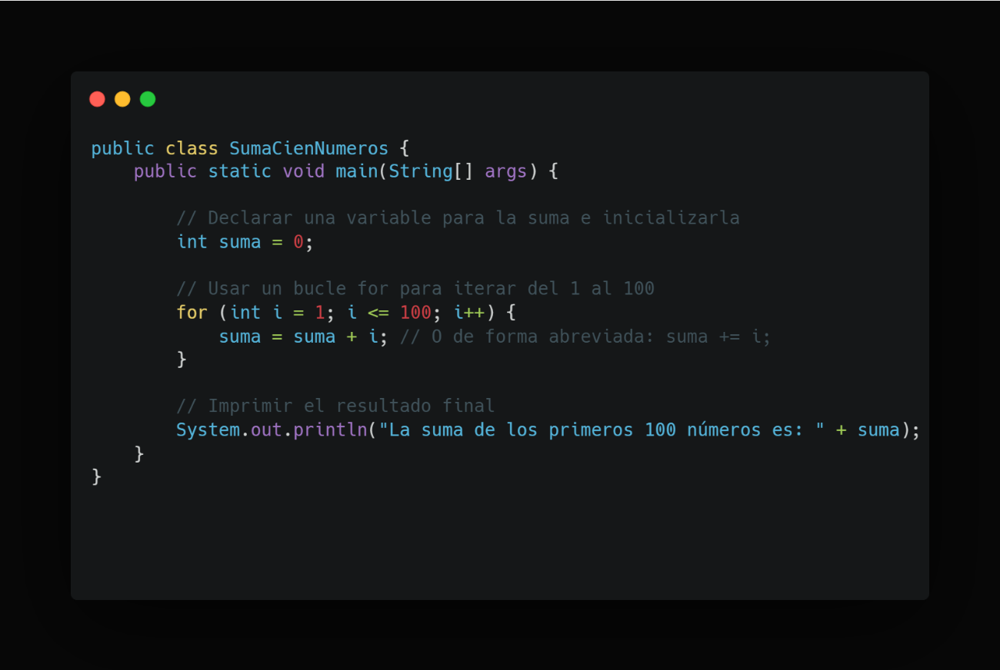 public class SumaCienNumeros {
    public static void main(String[] args) {
        // Declarar una variable para la suma e inicializarla
        int suma = 0;
        // Usar un bucle for para iterar del 1 al 100
        for (int i = 1; i <= 100; i++) {
            suma = suma + i; // O de forma abreviada: suma += i;
        }
        // Imprimir el resultado final
        System.out.println("La suma de los primeros 100 números es: " + suma);
    }
}